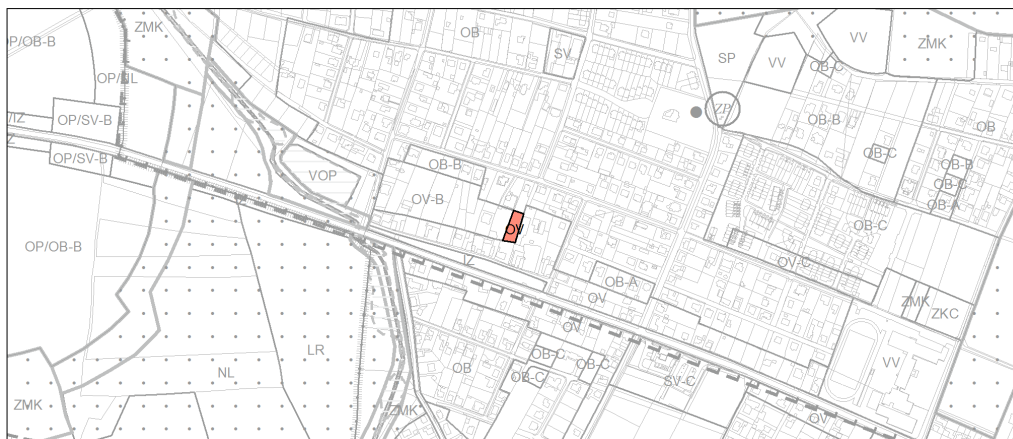 ZMK
OB
SV
SP
VV
VV
ZMK
OB-C
OP/OB-B
OP/NL
ZP
OP/SV-B
/IZ
Z
OB-B
OB
OP/SV-B
OB-C
OB-B
OB-B
VOP
OB-C
OV-B
OB-A
OV
OB-C
OP/OB-B
IZ
OV-C
OB-A
OV
ZMK
ZKC
OV
LR
OB-C
OB
OB-C
VV
NL
OB-C
SV-C
ZMK
ZMK
OV